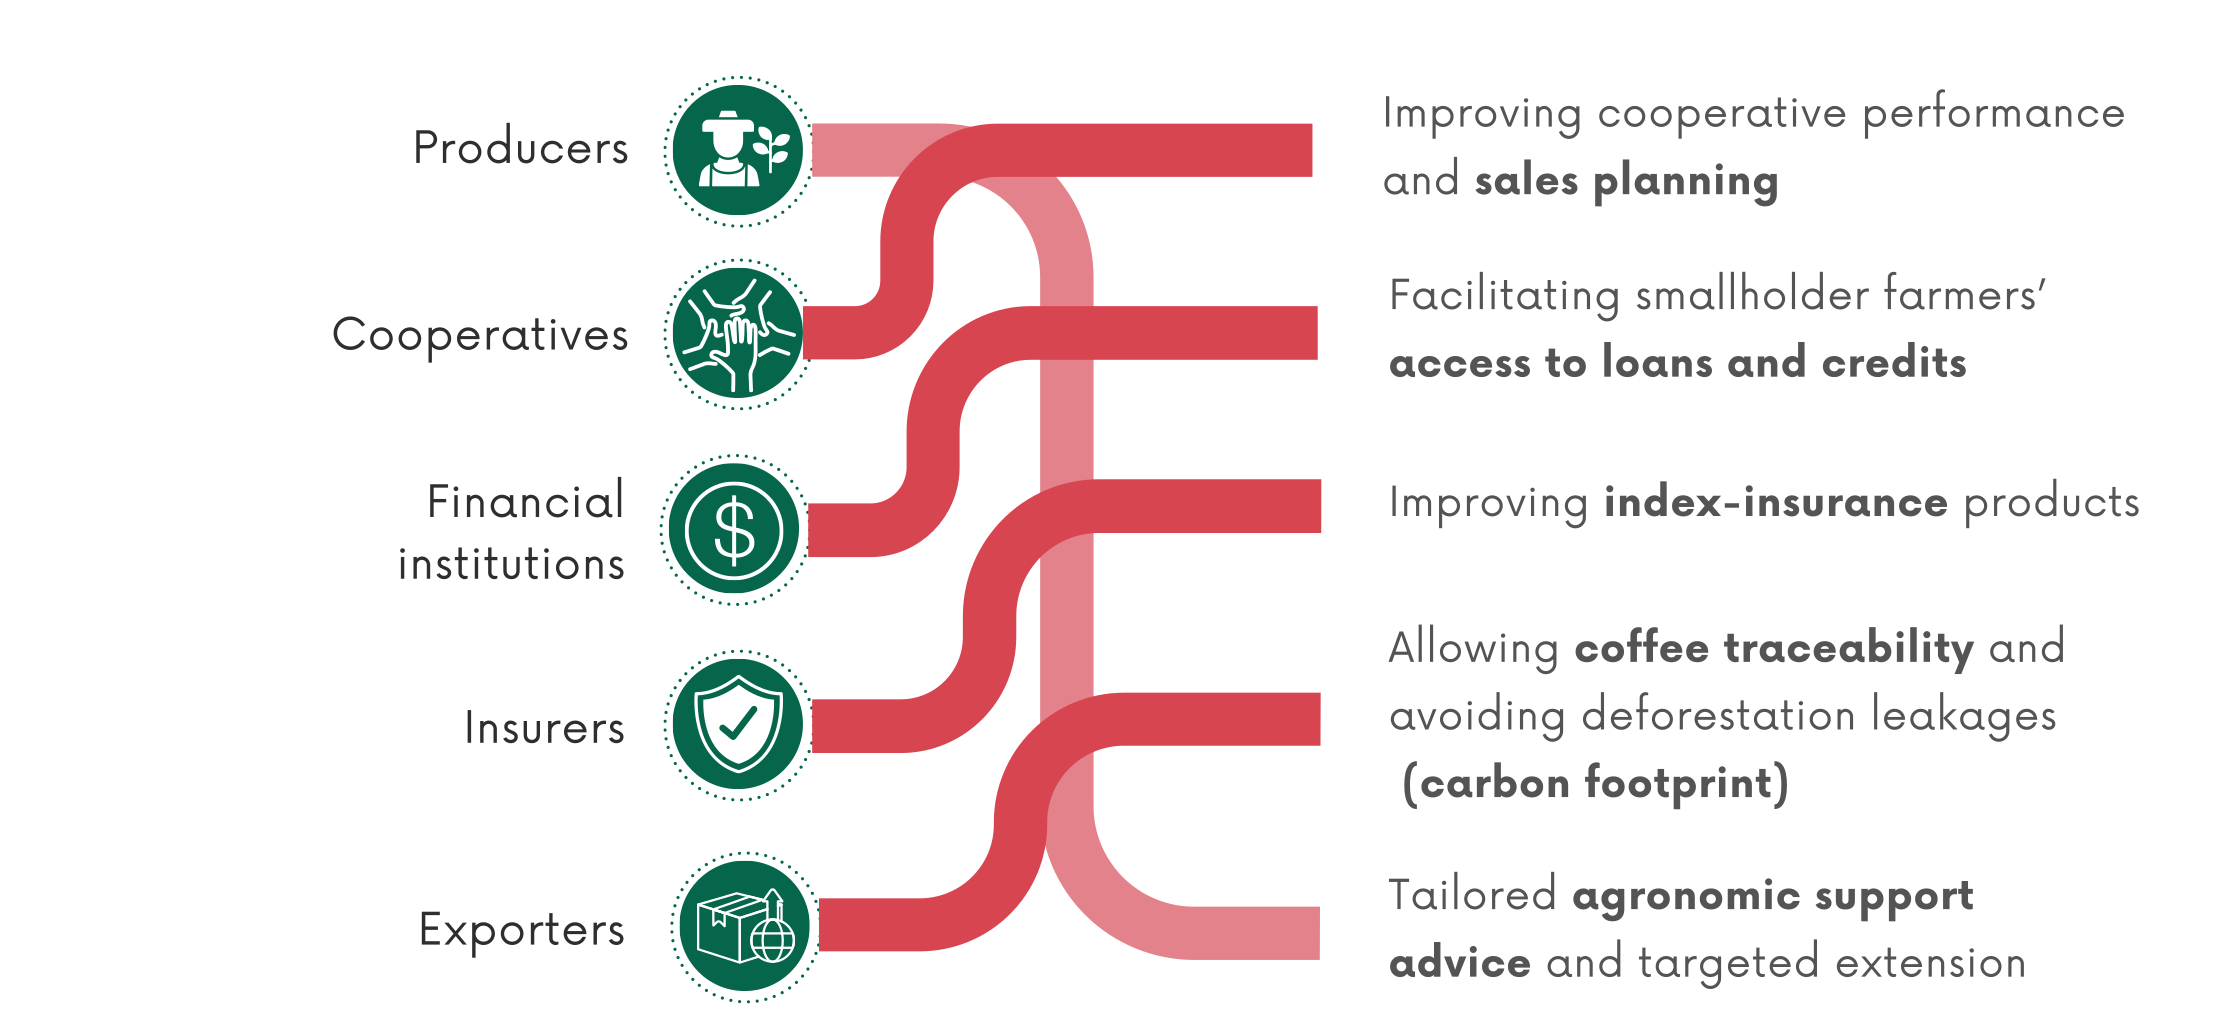 Producers
Improving cooperative performance
and sales planning
Cooperatives
Facilitating smallholder farmers’
access to loans and credits
Financial
institutions
Improving index-insurance products
Insurers
Allowing coffee traceability and
avoiding deforestation leakages
(carbon footprint)
Exporters
Tailored agronomic support
advice and targeted extension
$